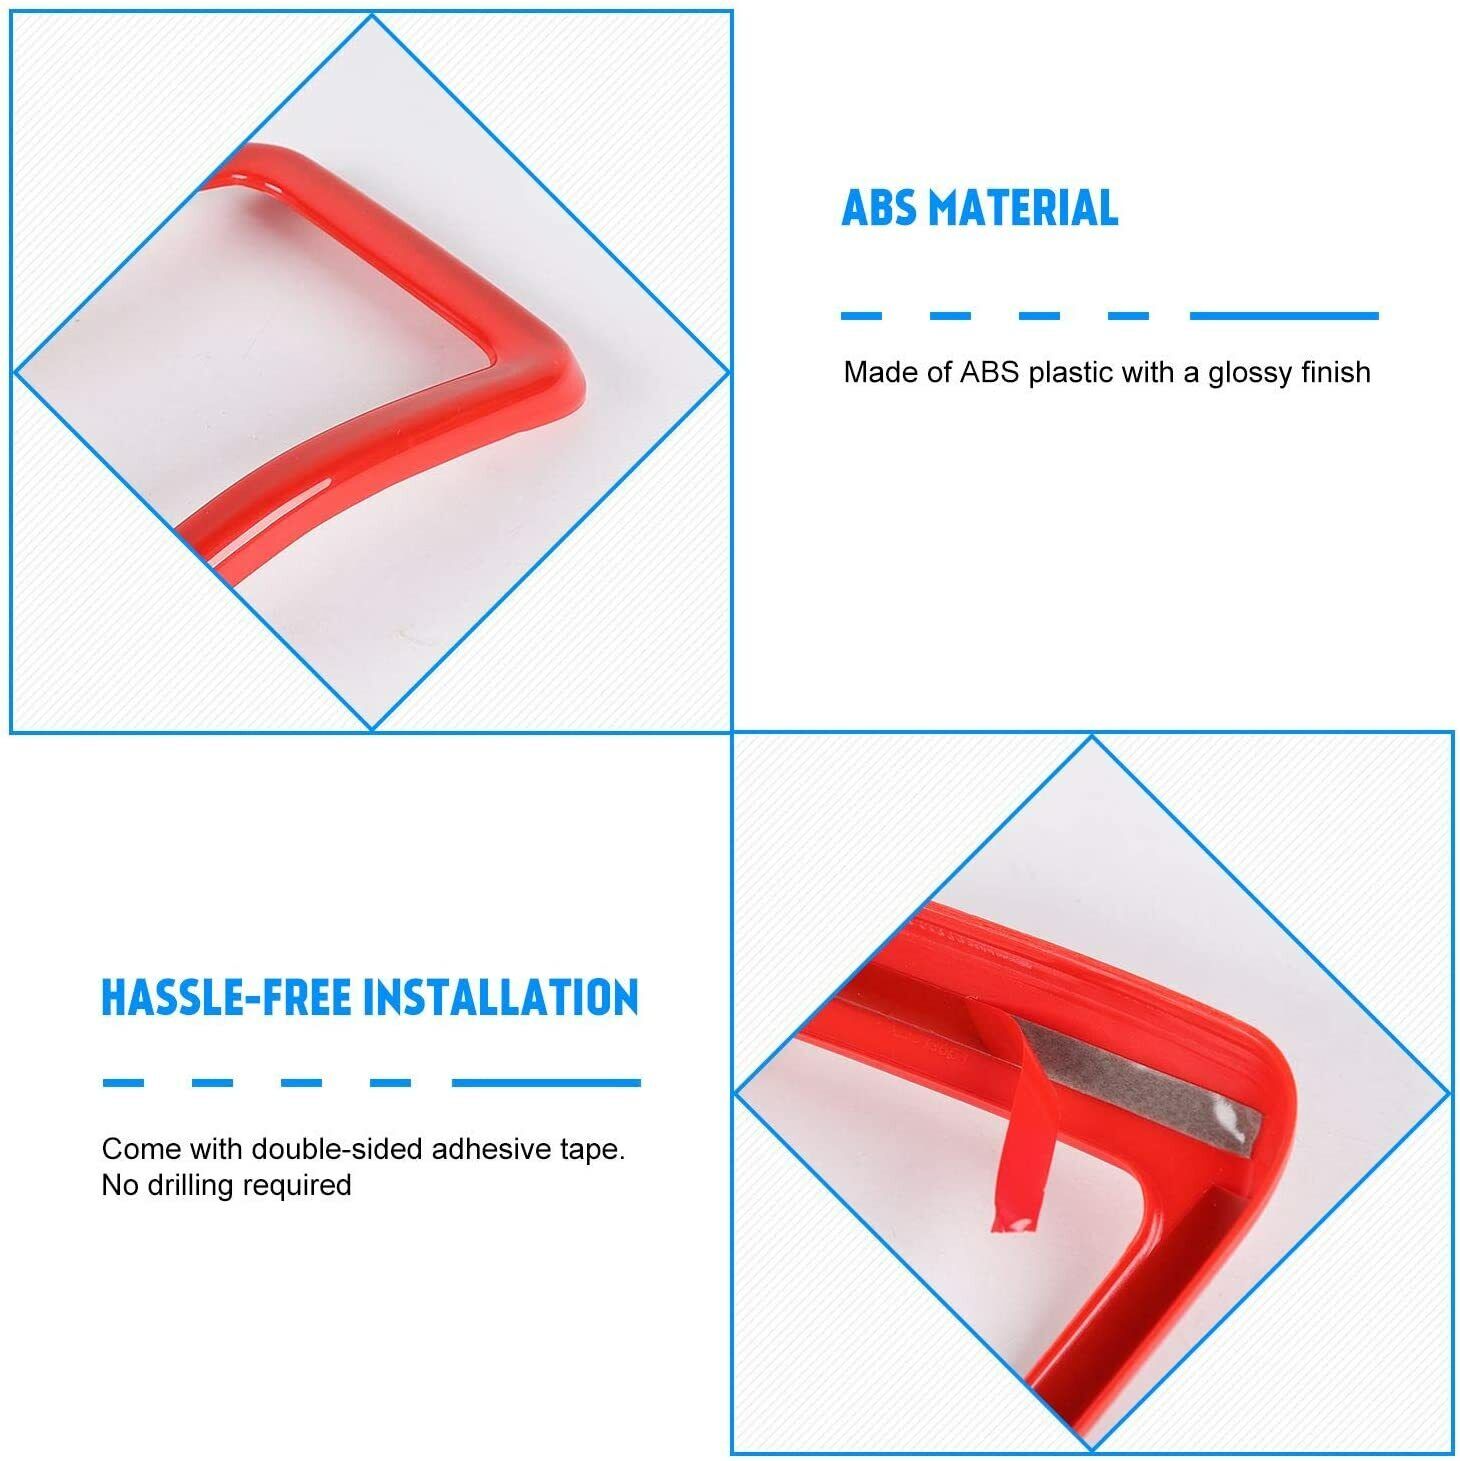 ABS MATERIAL
Made of ABS plastic with a glossy finish
HASSLE-FREE INSTALLATION
Come with double-sided adhesive tape.
No drilling required